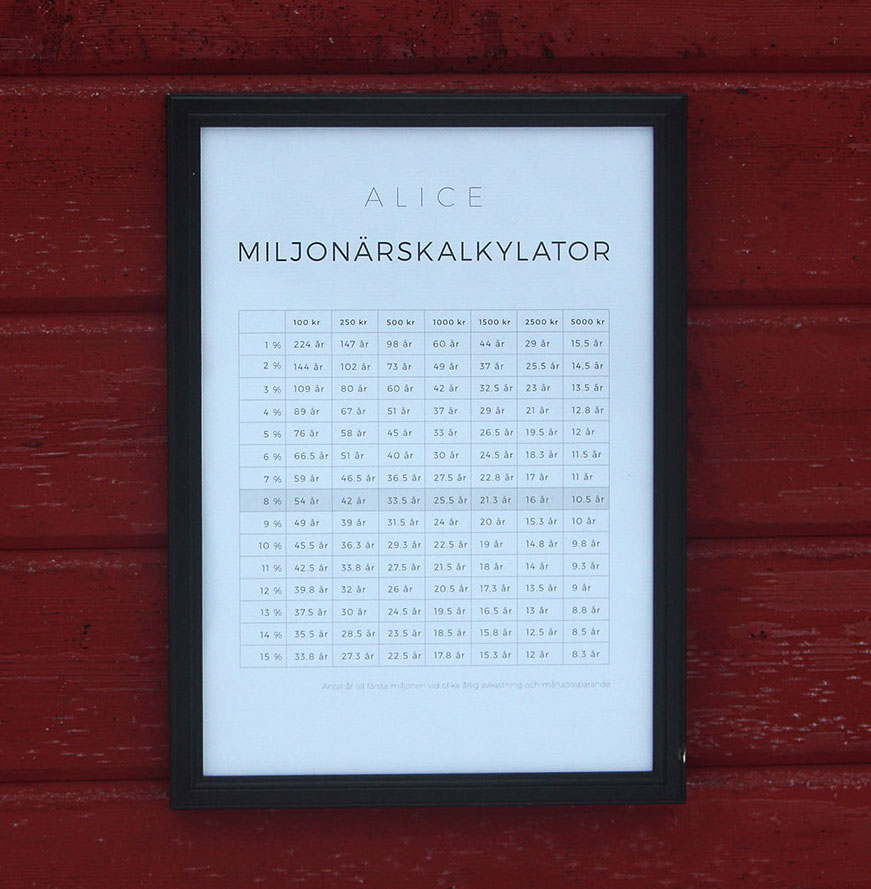 ALICE
MILJONÄRSKALKYLATOR
100 kr 250 kr 500 kr 1000 kr 1500 kr 2500 kr 5000 kr
1 % 224 år 147 år 98 år 60 år 44 år 29 år 15,5 år
2 % 144 år 102 år 73 år 49 år 37 år 25.5 år 14,5 år
3 % 109 år 80 år 60 år 42 år 32.5 år 23 år 13.5 år
4 % 89 år 67 år 51 år 37 år 29 år 21 år 12.8 år
5 % 76 år 58 år 45 år 33 år 26.5 år 19.5 år 12 år
6 % 66.5 år 51 år 40 år 30 år 24.5 år 18.3 år 11.5 år
7 % 59 år 46.5 år 36.5 år 27.5 år 22.8 år 17 år 11 år
8 % 54 år 42 år 33.5 år 25.5 år 21.3 år 16 år 10.5 år
9 % 49 år 39 år 31.5 år 24 år 20 år 15.3 år 10 år
10 % 45.5 år 36.3 år 29.3 år 22.5 år 19 år 14.8 år 9.8 år
11 % 42.5 år 33.8 år 27.5 år 21.5 år 18 år 14 år 9.3 år
12 % 39.8 år 32 år 26 år 20.5 år 17.3 år 13.5 år 9 år
13 % 37.5 år 30 år 24.5 år 19.5 år 16.5 år 13 år 8.8 år
14 % 35.5 år 28.5 år 23.5 år 18.5 år 15.8 år 12.5 år 8.5 år
15 % 33.8 år 27.3 år 22.5 år 17.8 år 15.3 år 12 år 8.3 år
Antal år till första miljonen vid olika årlig avkastning och månadssparande